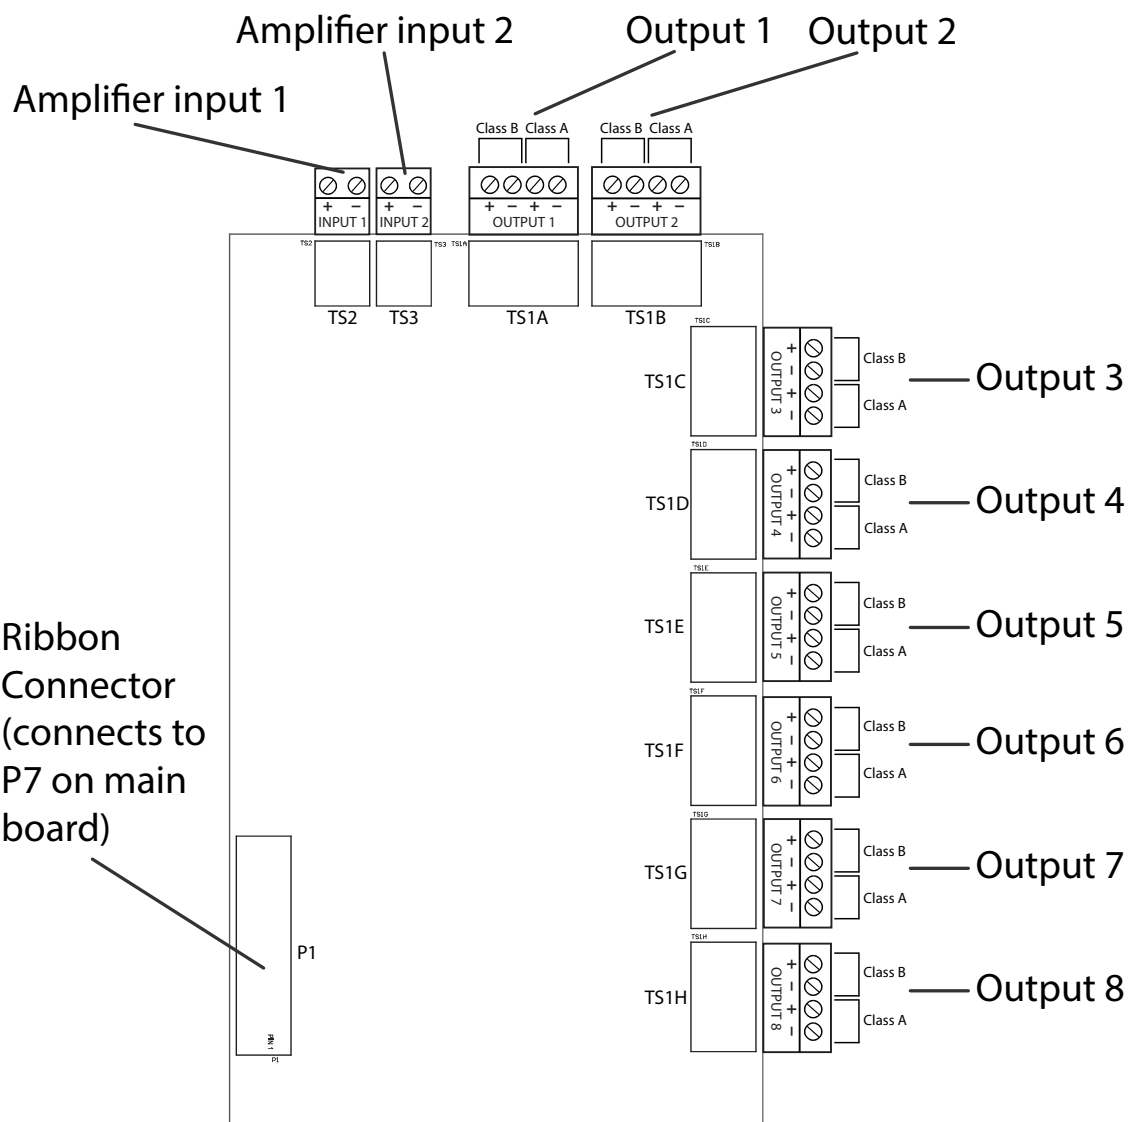 Amplifier input 2
Output 1
Output 2
Amplifier input 1
Class B Class A
Class B Class A
+ −
INPUT 1
+ −
INPUT 2
+ − + −
OUTPUT 1
+ − + −
OUTPUT 2
TS2
TS3
TS1A
TS1B
TS2
TS3
TS1A
TS1B
TS1C
TS1C
+ − + −
OUTPUT 3
Class B
Class A
Output 3
TS1D
TS1D
+ − + −
OUTPUT 4
Class B
Class A
Output 4
TS1E
TS1E
+ − + −
OUTPUT 5
Class B
Class A
Output 5
TS1F
TS1F
+ − + −
OUTPUT 6
Class B
Class A
Output 6
TS1G
TS1G
+ − + −
OUTPUT 7
Class B
Class A
Output 7
TS1H
TS1H
+ − + −
OUTPUT 8
Class B
Class A
Output 8
Ribbon
Connector
(connects to
P7 on main
board)
P1
PIN 1
P1